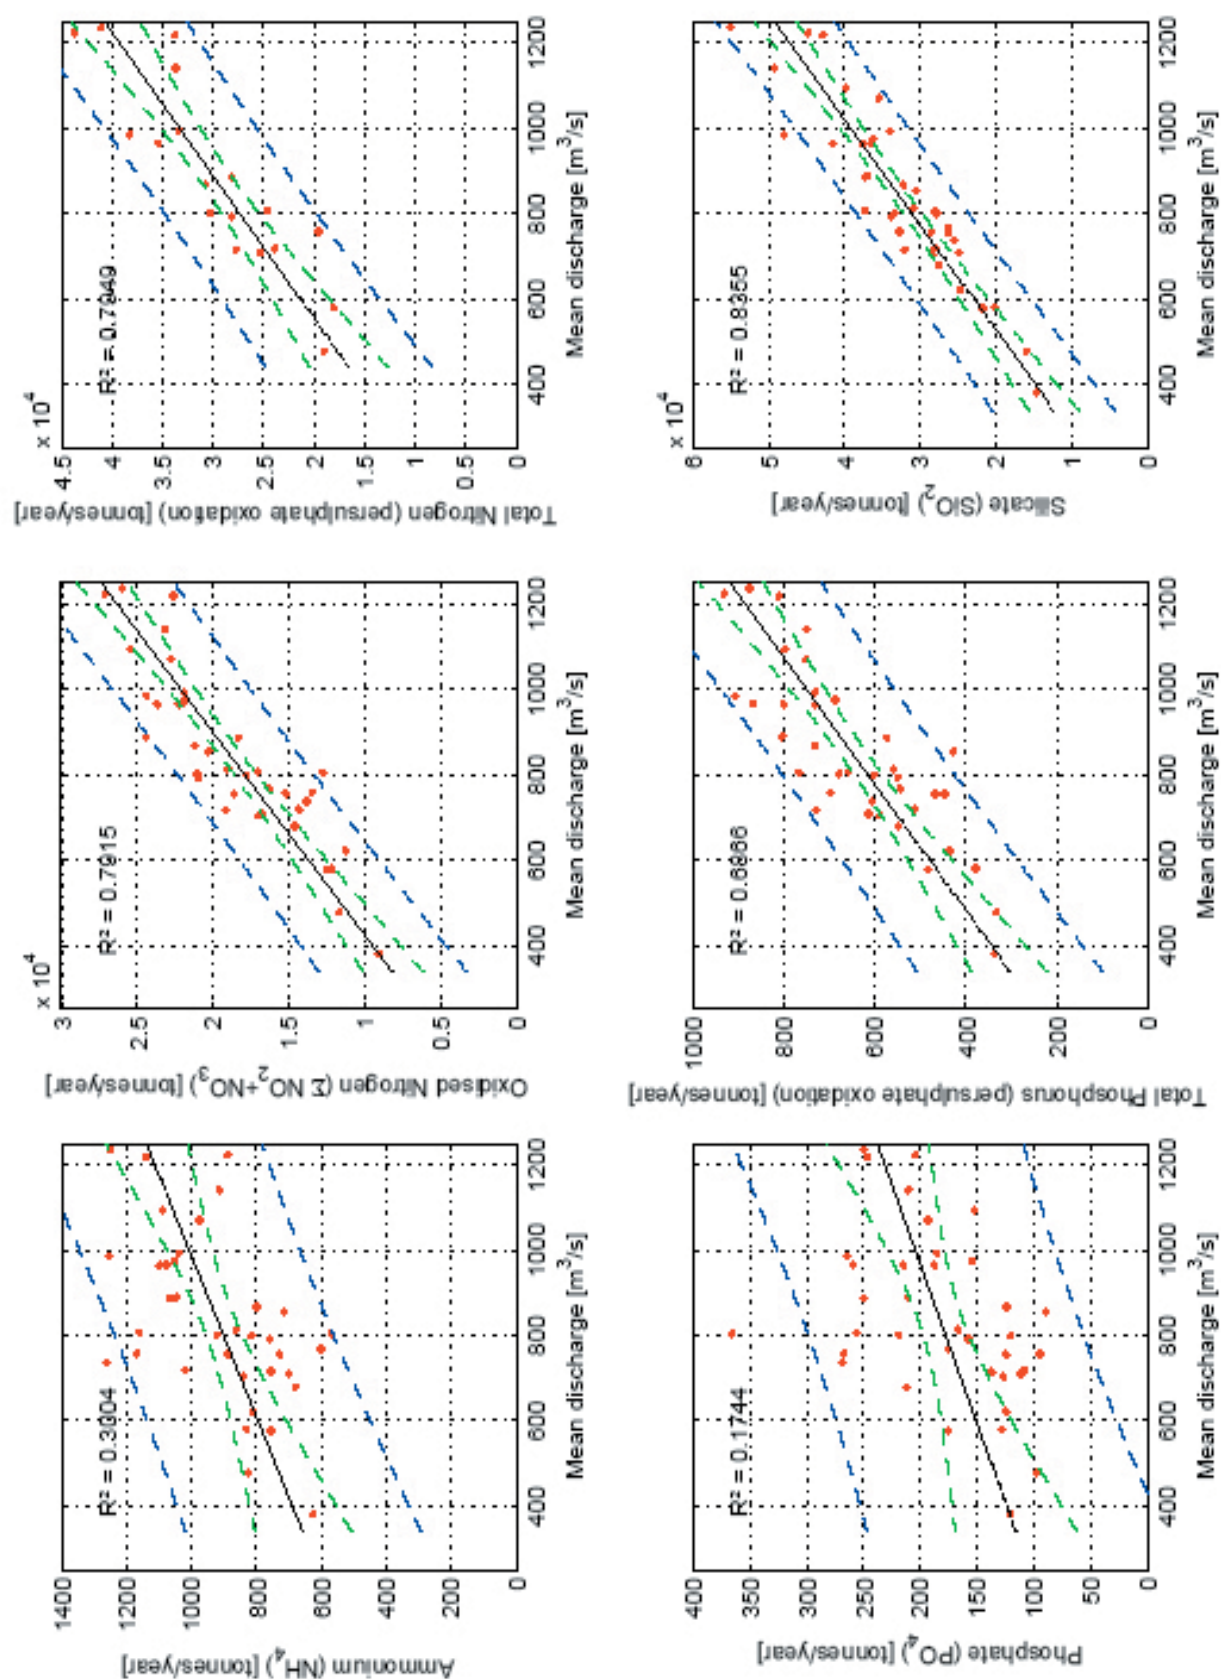 Ammonium (NH₄) [tonnes/year]
1400
1200
1000
800
600
400
200
0
R² = 0.3304
400 600 800 1000 1200
Mean discharge [m³/s]
Oxidised Nitrogen (Σ NO₂+NO₃) [tonnes/year]
x 10⁴
3
2.5
2
1.5
1
0.5
0
R² = 0.7915
400 600 800 1000 1200
Mean discharge [m³/s]
Total Nitrogen (persulphate oxidation) [tonnes/year]
x 10⁴
4.5
4
3.5
3
2.5
2
1.5
1
0.5
0
R² = 0.7949
400 600 800 1000 1200
Mean discharge [m³/s]
Phosphate (PO₄) [tonnes/year]
350
300
250
200
150
100
50
0
R² = 0.1744
400 600 800 1000 1200
Mean discharge [m³/s]
Total Phosphorus (persulphate oxidation) [tonnes/year]
1000
800
600
400
200
0
R² = 0.6866
400 600 800 1000 1200
Mean discharge [m³/s]
Silicate (SiO₂) [tonnes/year]
6
5
4
3
2
1
0
R² = 0.8355
400 600 800 1000 1200
Mean discharge [m³/s]